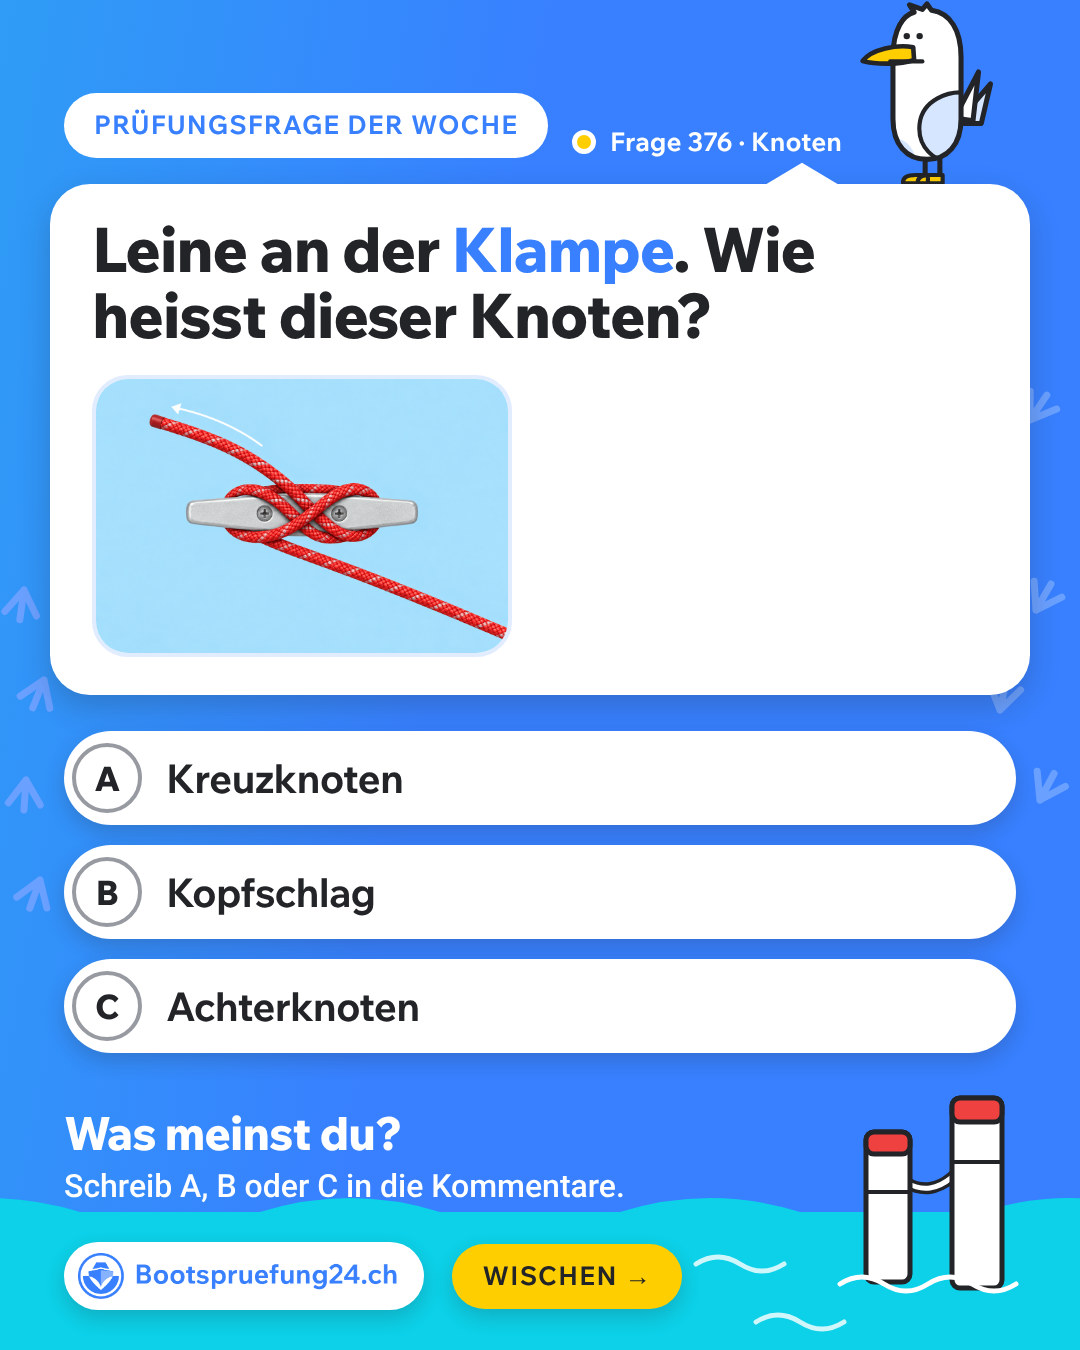 PRÜFUNGSFRAGE DER WOCHE
Frage 376 · Knoten
Leine an der Klampe. Wie
heisst dieser Knoten?
A Kreuzknoten
B Kopfschlag
C Achterknoten
Was meinst du?
Schreib A, B oder C in die Kommentare.
Bootspruefung24.ch
WISCHEN →